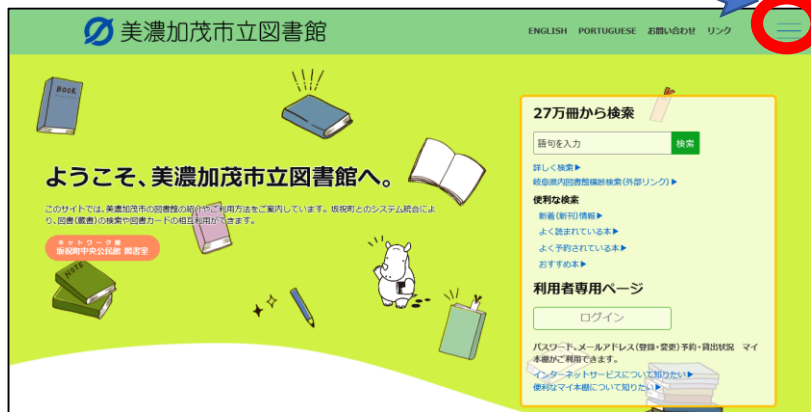 美濃加茂市立図書館
ENGLISH PORTUGUESE お問い合わせ リンク
BOOK
ようこそ、美濃加茂市立図書館へ。
このサイトでは、美濃加茂市の図書館の紹介やご利用方法をご案内しています。坂祝町とのシステム統合によ
り、図書(蔵書)の検索や図書カードの相互利用ができます。
ネットワーク館
坂祝町中央公民館 図書室
NOTE
27万冊から検索
語句を入力 検索
詳しく検索▶
岐阜県内図書館横断検索(外部リンク)▶
便利な検索
新着(新刊)情報▶
よく読まれている本▶
よく予約されている本▶
おすすめ本▶
利用者専用ページ
ログイン
パスワード、メールアドレス(登録・変更)予約・貸出状況 マイ
本棚がご利用できます。
インターネットサービスについて知りたい▶
便利なマイ本棚について知りたい▶